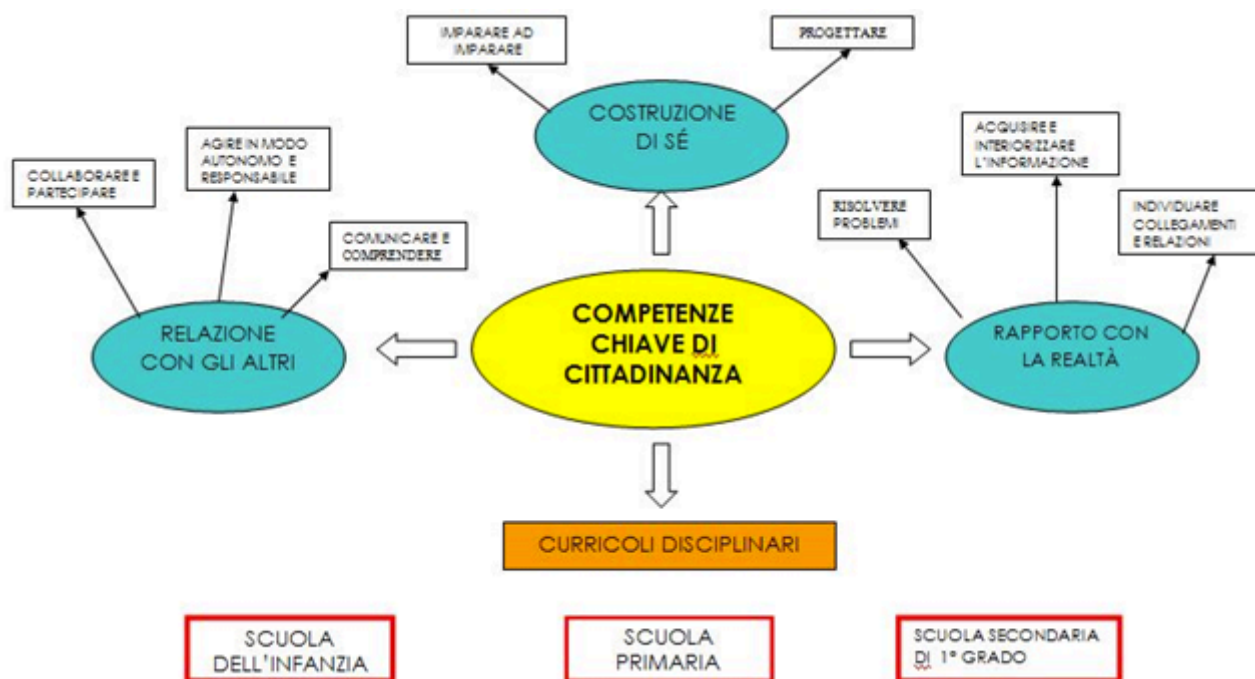 IMPARARE AD
IMPARARE
PROGETTARE
COSTRUZIONE
DI SÉ
AGIRE IN MODO
AUTONOMO E
RESPONSABILE
COLLABORARE E
PARTECIPARE
COMUNICARE E
COMPRENDERE
RELAZIONE
CON GLI ALTRI
ACQUISIRE E
INTERIORIZZARE
L'INFORMAZIONE
RISOLVERE
PROBLEMI
INDIVIDUARE
COLLEGAMENTI
E RELAZIONI
RAPPORTO CON
LA REALTÀ
COMPETENZE
CHIAVE DI
CITTADINANZA
CURRICOLI DISCIPLINARI
SCUOLA
DELL'INFANZIA
SCUOLA
PRIMARIA
SCUOLA SECONDARIA
DI 1° GRADO